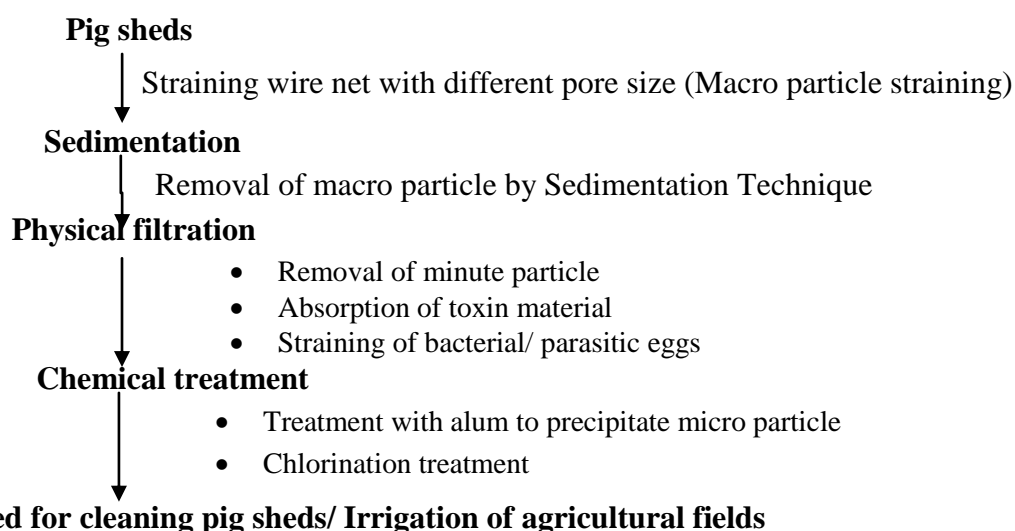 Pig sheds
Straining wire net with different pore size (Macro particle straining)
Sedimentation
Removal of macro particle by Sedimentation Technique
Physical filtration
• Removal of minute particle
• Absorption of toxin material
• Straining of bacterial/ parasitic eggs
Chemical treatment
• Treatment with alum to precipitate micro particle
• Chlorination treatment
for cleaning pig sheds/ Irrigation of agricultural fields